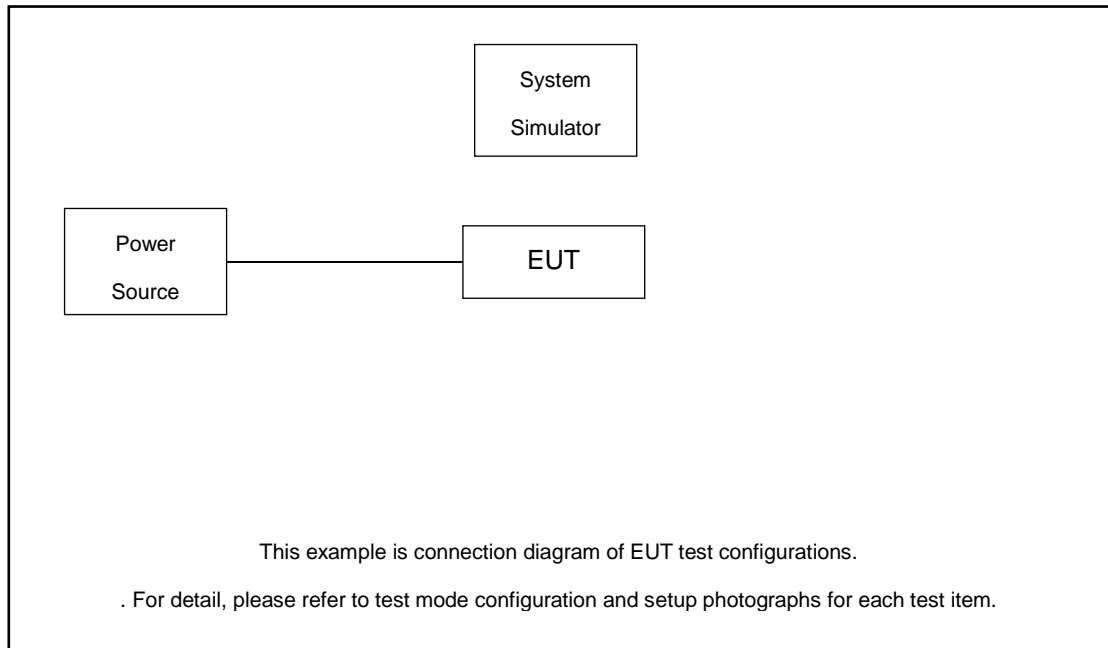 System
Simulator
Power
Source
EUT
This example is connection diagram of EUT test configurations.
. For detail, please refer to test mode configuration and setup photographs for each test item.